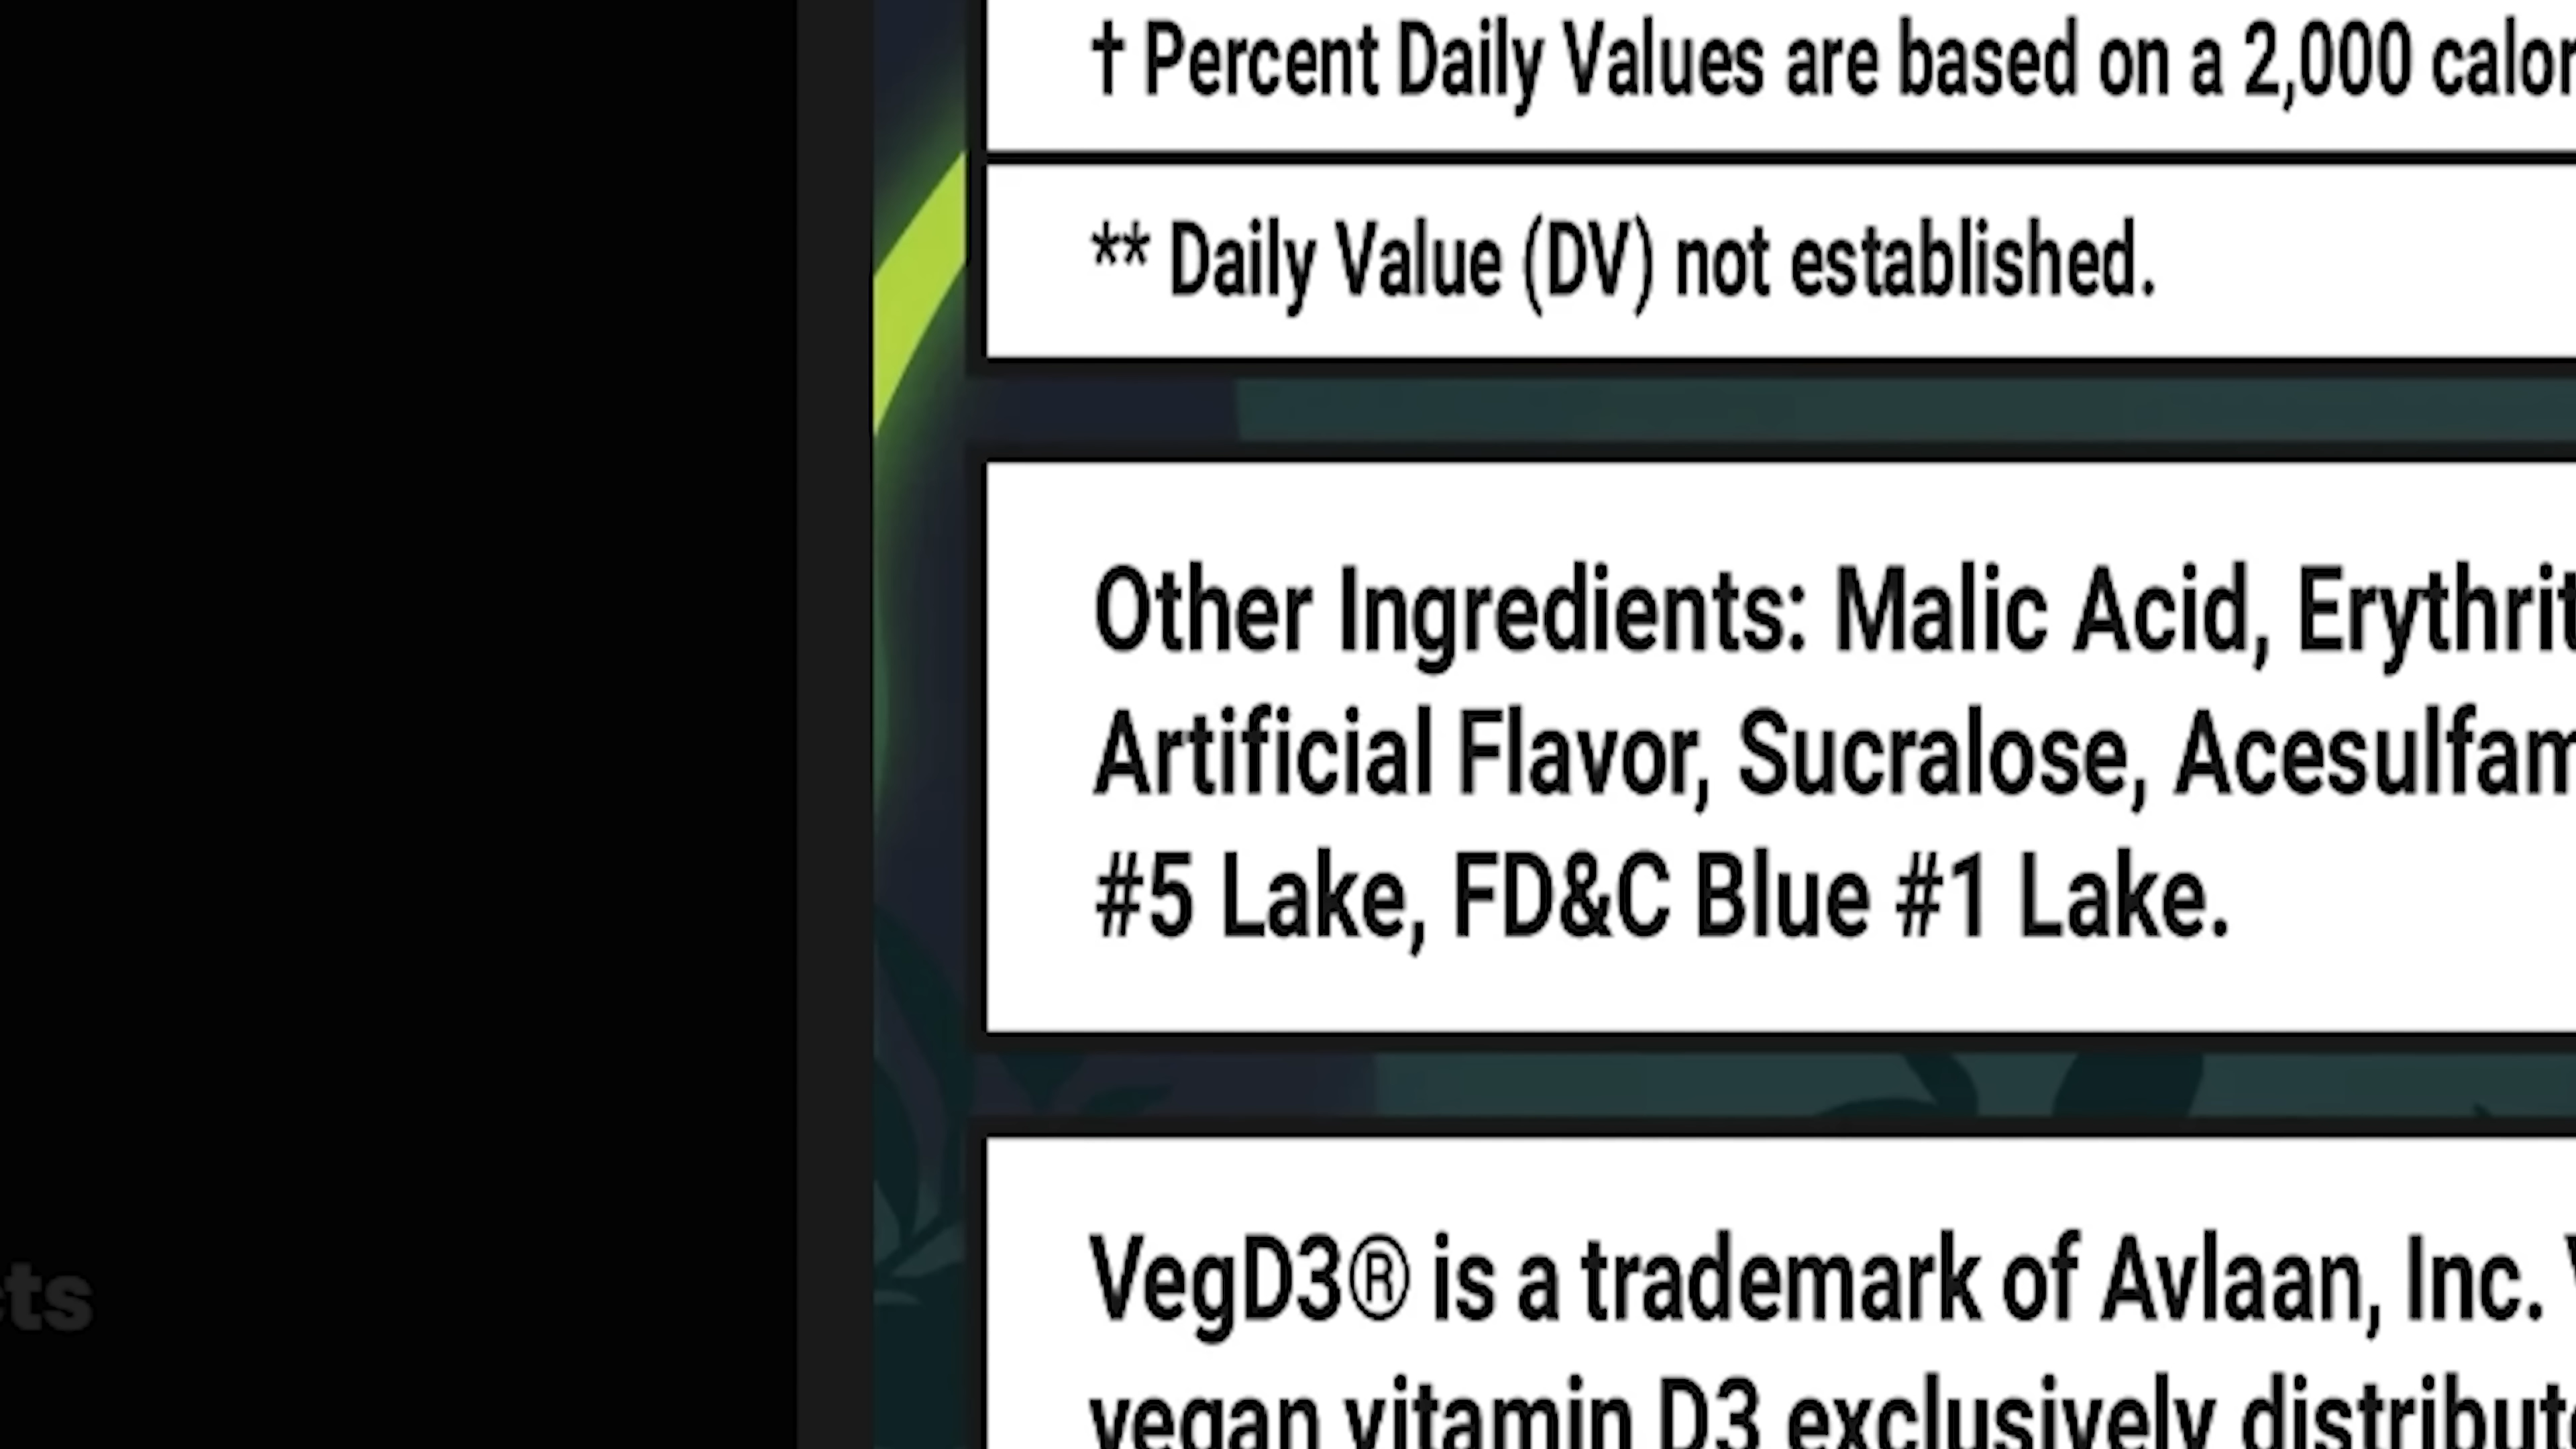 † Percent Daily Values are based on a 2,000
** Daily Value (DV) not established.
Other Ingredients: Malic Acid,
Artificial Flavor, Sucralose,
#5 Lake, FD&C Blue #1 Lake.
VegD3® is a trademark of Avlaan, Inc.
vegan vitamin D3 exclusively